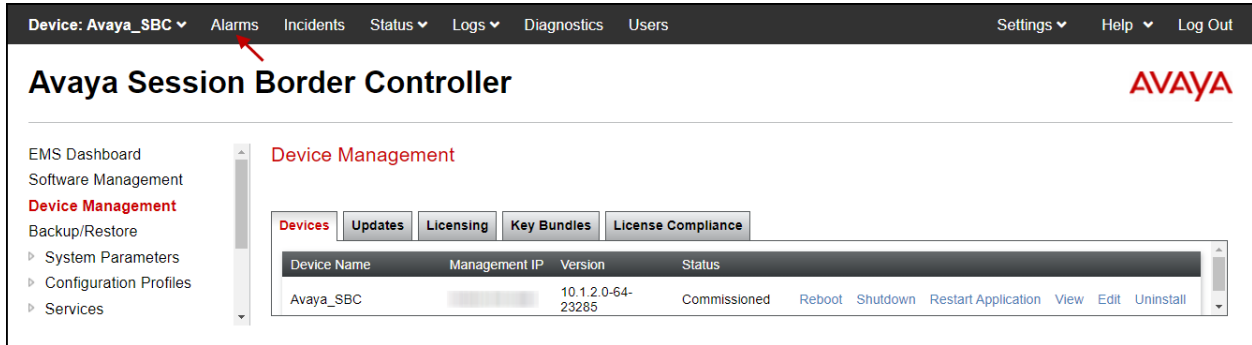 Device: Avaya_SBC Alarms Incidents Status Logs Diagnostics Users Settings Help Log Out
Avaya Session Border Controller
AVAYA
EMS Dashboard
Software Management
Device Management
Backup/Restore
System Parameters
Configuration Profiles
Services
Device Management
Devices Updates Licensing Key Bundles License Compliance
Device Name Management IP Version Status
Avaya_SBC 10.1.2.0-64-23285 Commissioned Reboot Shutdown Restart Application View Edit Uninstall